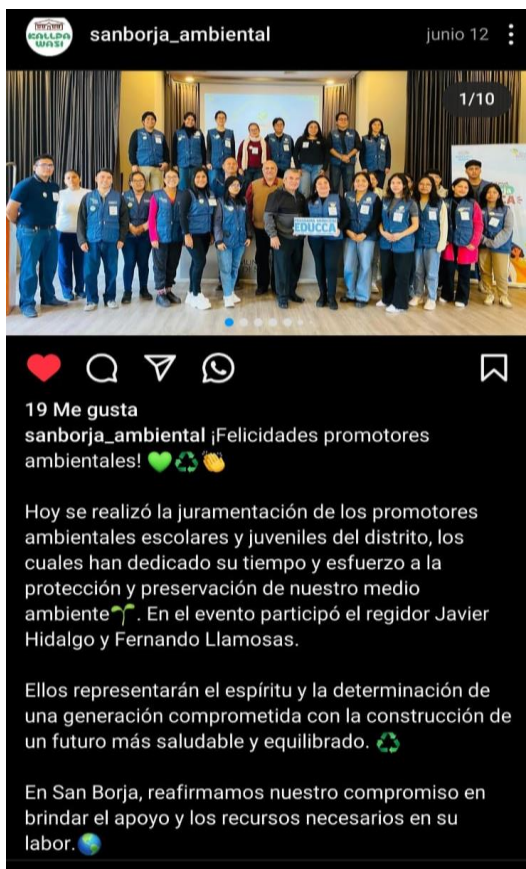 KALLPA
WASI
sanborja_ambiental
junio 12
1/10
EDUCCA
19 Me gusta
sanborja_ambiental ¡Felicidades promotores
ambientales! 💚♻️👏
Hoy se realizó la juramentación de los promotores
ambientales escolares y juveniles del distrito, los
cuales han dedicado su tiempo y esfuerzo a la
protección y preservación de nuestro medio
ambiente🌱. En el evento participó el regidor Javier
Hidalgo y Fernando Llamosas.
Ellos representarán el espíritu y la determinación de
una generación comprometida con la construcción de
un futuro más saludable y equilibrado. ♻️
En San Borja, reafirmamos nuestro compromiso en
brindar el apoyo y los recursos necesarios en su
labor.🌎